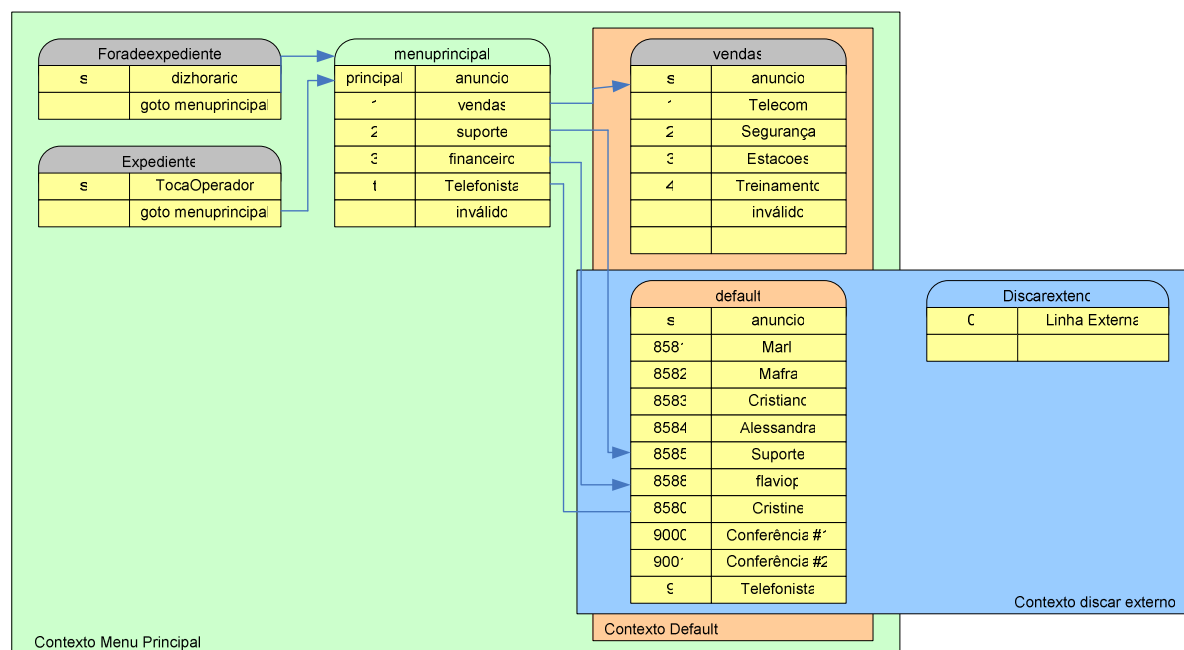 Foradeexpediente
s dizhorario
goto menuprincipal
Expediente
s TocaOperador
goto menuprincipal
menuprincipal
principal anuncio
1 vendas
2 suporte
3 financeiro
t Telefonista
inválido
vendas
s anuncio
1 Telecom
2 Segurança
3 Estacoes
4 Treinamento
inválido
default
s anuncio
8581
8582 Mafra
8583 Cristiano
8584 Alessandra
8585 Suporte
8588 flaviop
8580 Cristine
9000 Conferência #1
9001 Conferência #2
9 Telefonista
Discarexteno
0 Linha Externa
Contexto discar externo
Contexto Default
Contexto Menu Principal